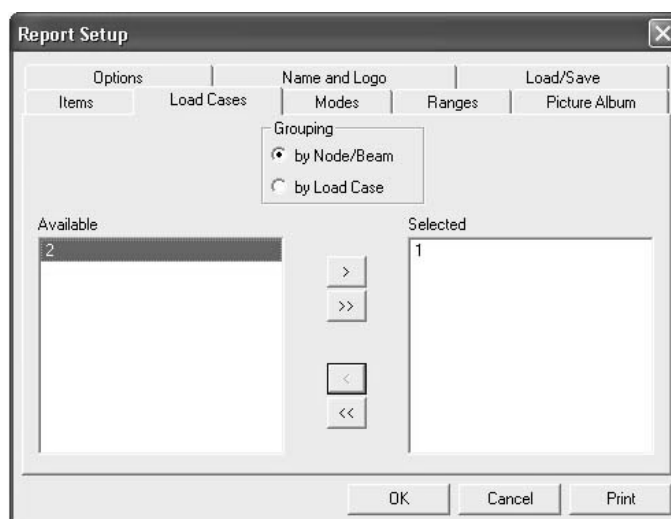 Report Setup
Options Name and Logo Load/Save
Items Load Cases Modes Ranges Picture Album
Grouping
by Node/Beam
by Load Case
Available
2
Selected
1
>
>>
<
<<
OK Cancel Print